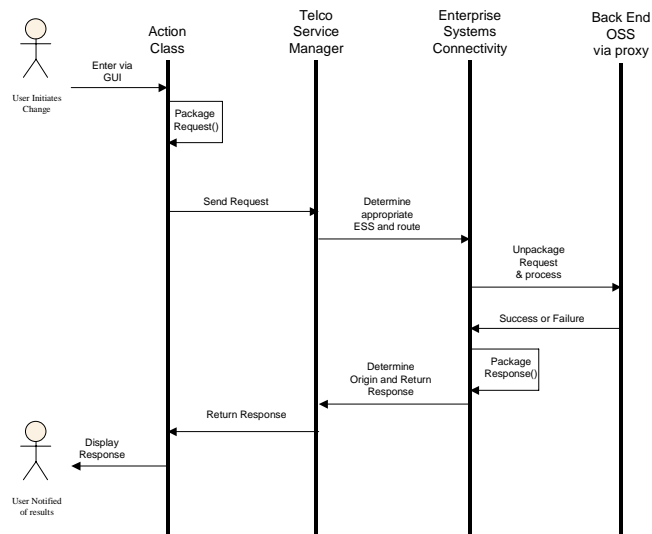 Action
Class
Telco
Service
Manager
Enterprise
Systems
Connectivity
Back End
OSS
via proxy
Enter via
GUI
User Initiates
Change
Package
Request()
Send Request
Determine
appropriate
ESS and route
Unpackage
Request
& process
Success or Failure
Package
Response()
Determine
Origin and Return
Response
Return Response
Display
Response
User Notified
of results